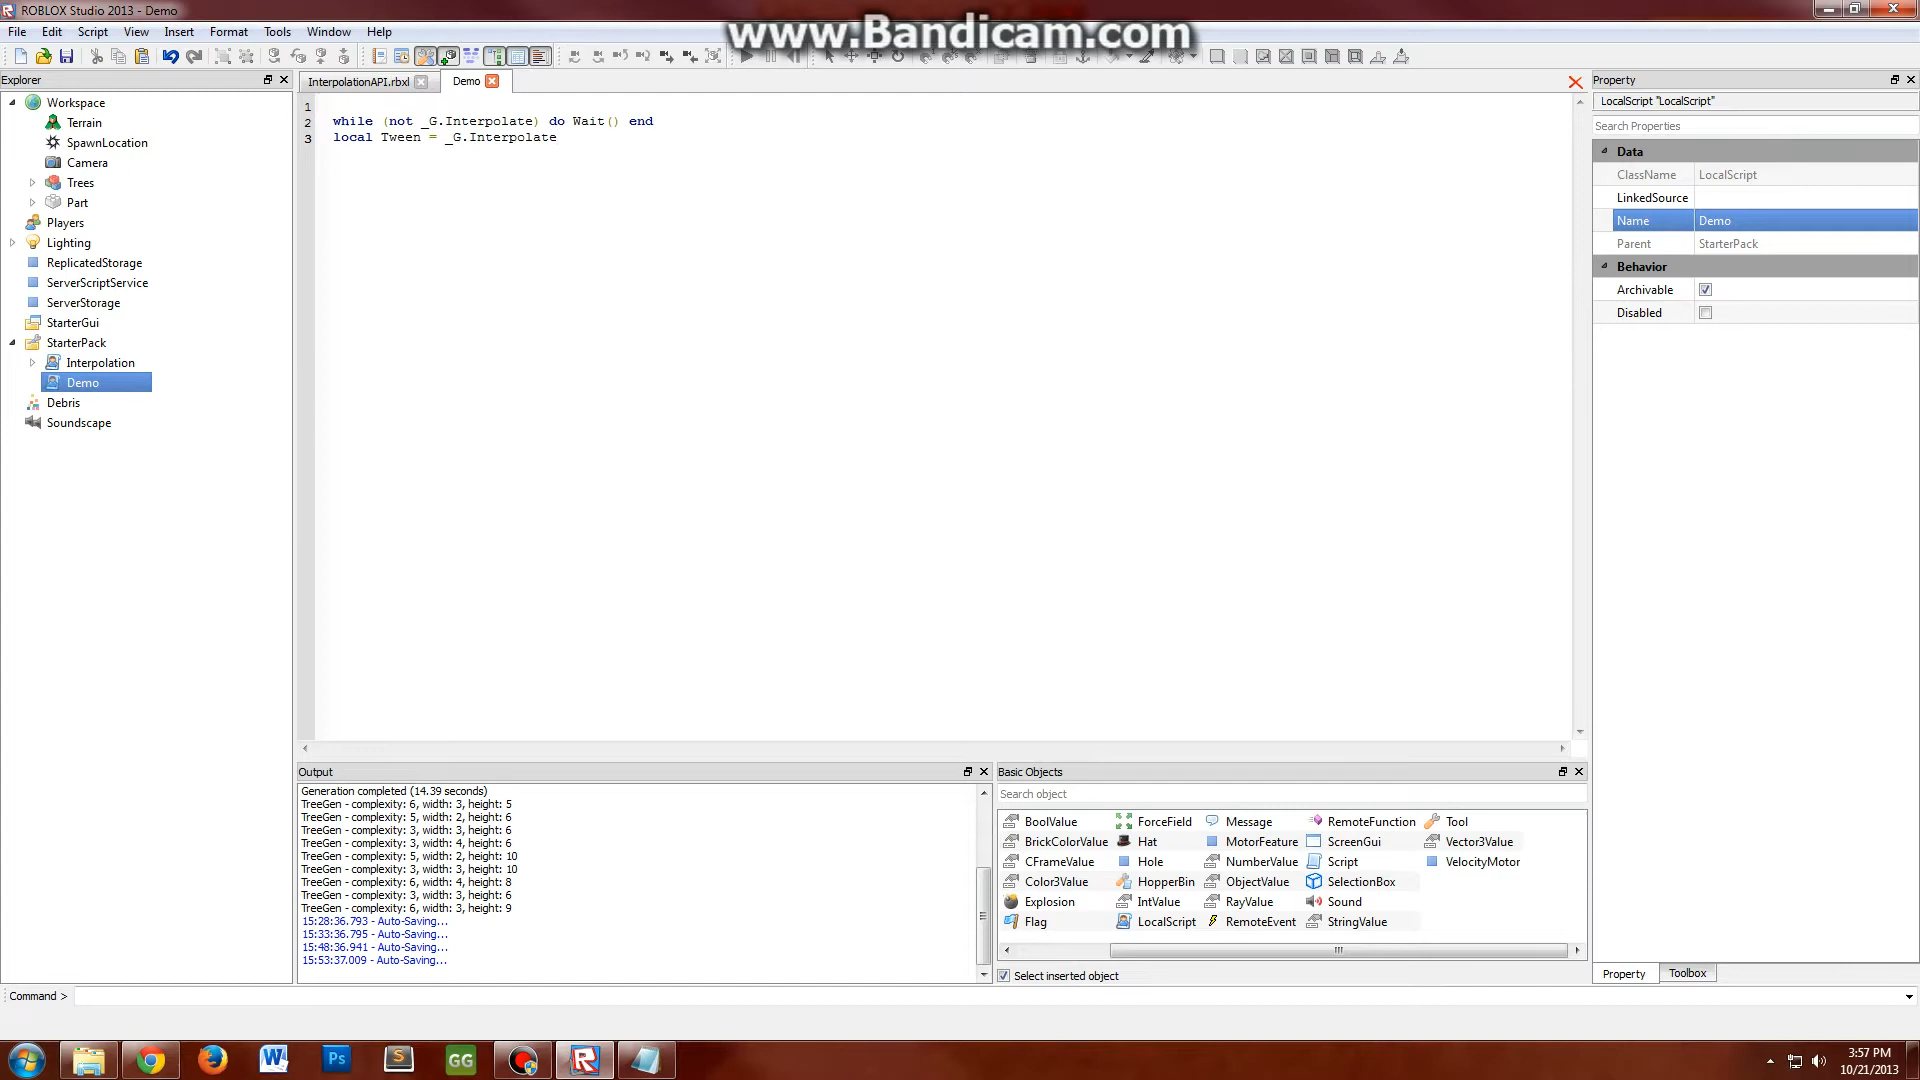 ROBLOX Studio 2013 - Demo
www.Bandicam.com
File Edit Script View Insert Format Tools Window Help
Explorer
Workspace
Terrain
SpawnLocation
Camera
Trees
Part
Players
Lighting
ReplicatedStorage
ServerScriptService
ServerStorage
StarterGui
StarterPack
Interpolation
Demo
Debris
Soundscape
InterpolationAPI.rbxl
Demo
1
2 while (not _G.Interpolate) do Wait() end
3 local Tween = _G.Interpolate
Output
Generation completed (14.39 seconds)
TreeGen - complexity: 6, width: 3, height: 5
TreeGen - complexity: 5, width: 2, height: 6
TreeGen - complexity: 3, width: 3, height: 6
TreeGen - complexity: 3, width: 4, height: 6
TreeGen - complexity: 5, width: 2, height: 10
TreeGen - complexity: 3, width: 3, height: 10
TreeGen - complexity: 6, width: 4, height: 8
TreeGen - complexity: 3, width: 3, height: 6
TreeGen - complexity: 6, width: 3, height: 9
15:28:36.793 - Auto-Saving...
15:33:36.795 - Auto-Saving...
15:48:36.941 - Auto-Saving...
15:53:37.009 - Auto-Saving...
Basic Objects
Search object
BoolValue ForceField Message RemoteFunction Tool
BrickColorValue Hat MotorFeature ScreenGui Vector3Value
CFrameValue Hole NumberValue Script VelocityMotor
Color3Value HopperBin ObjectValue SelectionBox
Explosion IntValue RayValue Sound
Flag LocalScript RemoteEvent StringValue
Select inserted object
Property
LocalScript "LocalScript"
Search Properties
Data
ClassName LocalScript
LinkedSource
Name Demo
Parent StarterPack
Behavior
Archivable
Disabled
Property Toolbox
Command >
W Ps S GG
3:57 PM
10/21/2013